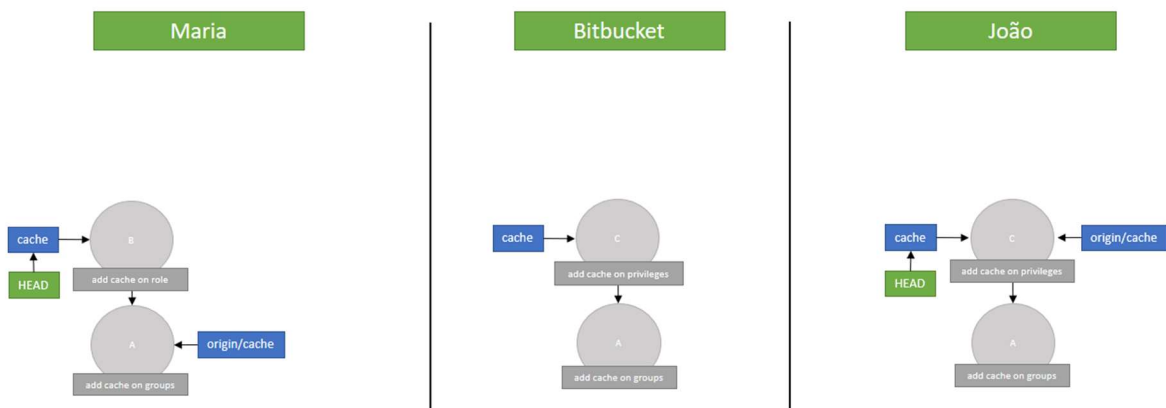 Maria
Bitbucket
João
B
cache
add cache on role
HEAD
A
origin/cache
add cache on groups
C
cache
add cache on privileges
A
add cache on groups
C
cache
origin/cache
add cache on privileges
HEAD
A
add cache on groups